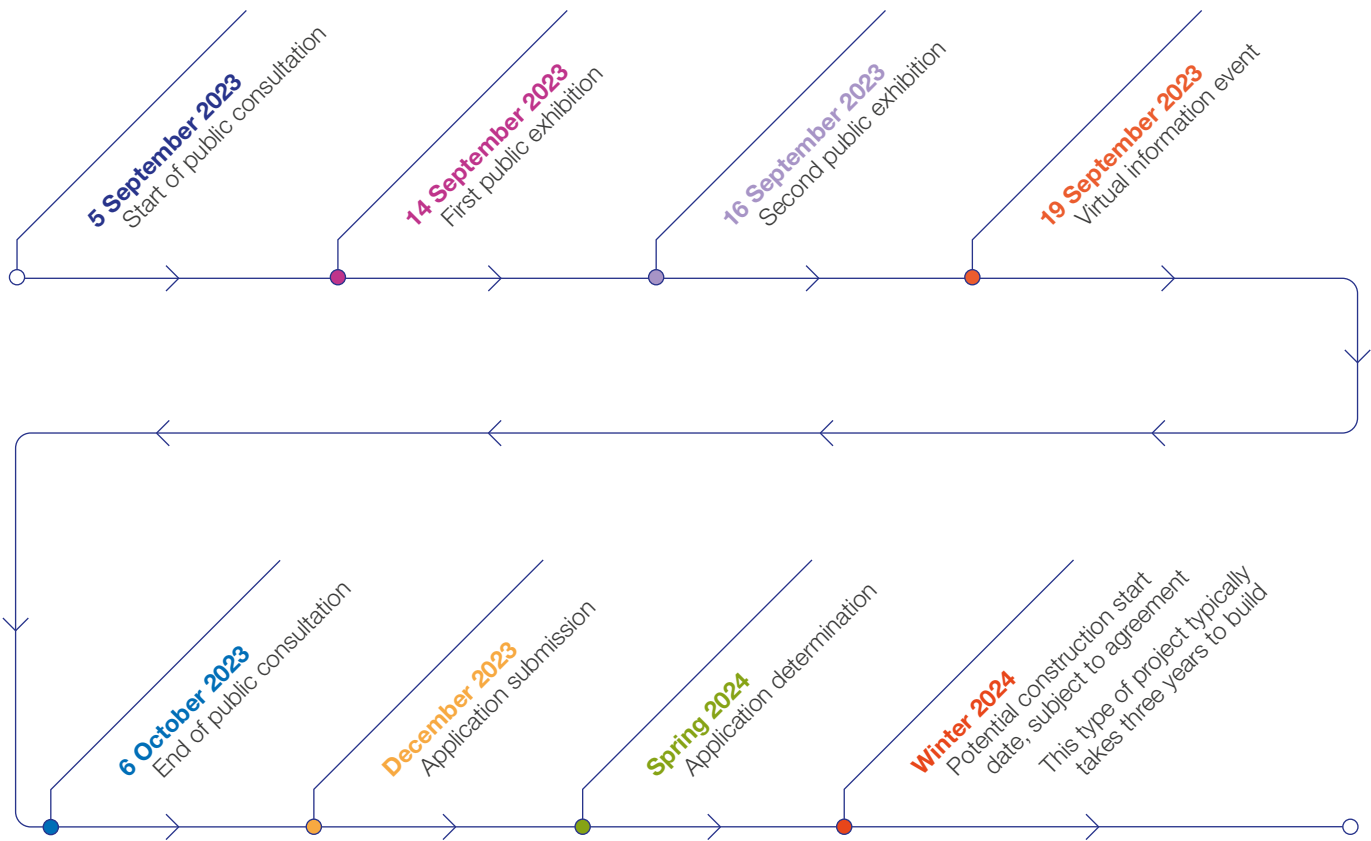 5 September 2023
Start of public consultation
14 September 2023
First public exhibition
16 September 2023
Second public exhibition
19 September 2023
Virtual information event
6 October 2023
End of public consultation
December 2023
Application submission
Spring 2024
Application determination
Winter 2024
Potential construction start
date, subject to agreement
This type of project typically
takes three years to build